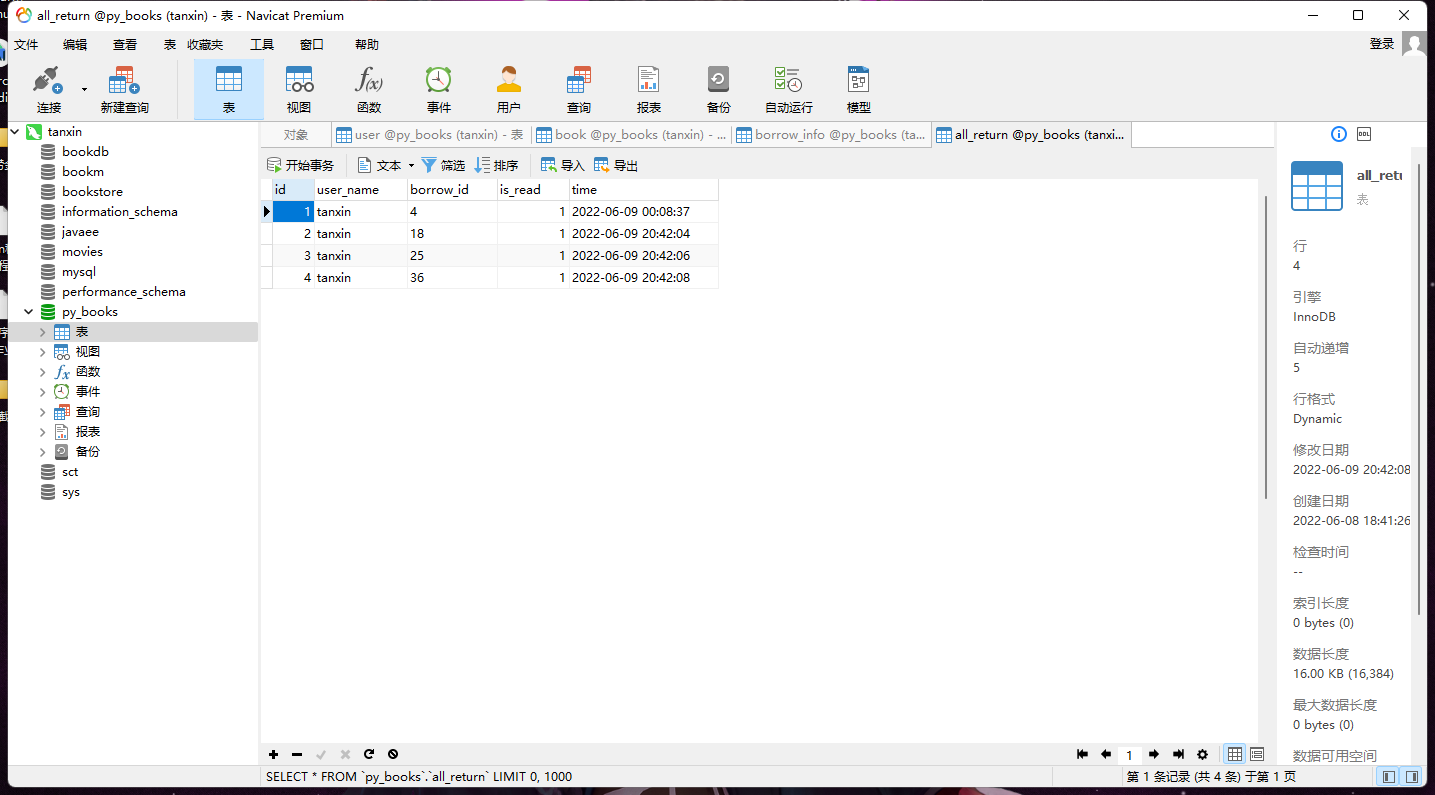 all_return @py_books (tanxin) - 表 - Navicat Premium
文件 编辑 查看 表 收藏夹 工具 窗口 帮助 登录
连接 新建查询 表 视图 函数 事件 用户 查询 报表 备份 自动运行 模型
对象 user @py_books (tanxin) - 表 book @py_books (tanxin) - ... borrow_info @py_books (ta... all_return @py_books (tanxi...
开始事务 文本 筛选 排序 导入 导出
tanxin
bookdb
bookm
bookstore
information_schema
javaee
movies
mysql
performance_schema
py_books
表
视图
函数
事件
查询
报表
备份
sct
sys
id user_name borrow_id is_read time
1 tanxin 4 1 2022-06-09 00:08:37
2 tanxin 18 1 2022-06-09 20:42:04
3 tanxin 25 1 2022-06-09 20:42:06
4 tanxin 36 1 2022-06-09 20:42:08
DDL
all_retu
表
行
4
引擎
InnoDB
自动递增
5
行格式
Dynamic
修改日期
2022-06-09 20:42:08
创建日期
2022-06-08 18:41:26
检查时间
--
索引长度
0 bytes (0)
数据长度
16.00 KB (16,384)
最大数据长度
0 bytes (0)
数据可用空间
1
SELECT * FROM `py_books`.`all_return` LIMIT 0, 1000
第 1 条记录 (共 4 条) 于第 1 页